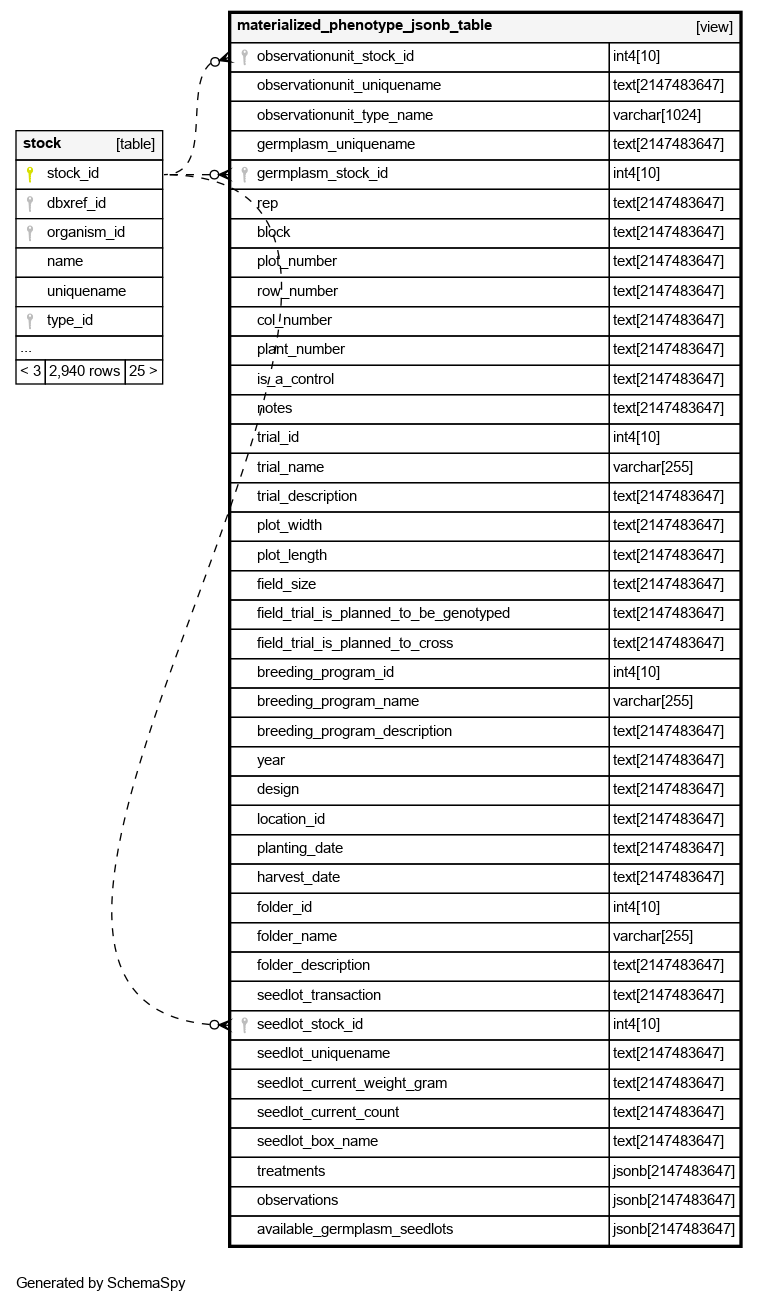 materialized_phenotype_jsonb_table [view]
observationunit_stock_id int4[10]
observationunit_uniquename text[2147483647]
observationunit_type_name varchar[1024]
germplasm_uniquename text[2147483647]
germplasm_stock_id int4[10]
rep text[2147483647]
block text[2147483647]
plot_number text[2147483647]
row_number text[2147483647]
col_number text[2147483647]
plant_number text[2147483647]
is_a_control text[2147483647]
notes text[2147483647]
trial_id int4[10]
trial_name varchar[255]
trial_description text[2147483647]
plot_width text[2147483647]
plot_length text[2147483647]
field_size text[2147483647]
field_trial_is_planned_to_be_genotyped text[2147483647]
field_trial_is_planned_to_cross text[2147483647]
breeding_program_id int4[10]
breeding_program_name varchar[255]
breeding_program_description text[2147483647]
year text[2147483647]
design text[2147483647]
location_id text[2147483647]
planting_date text[2147483647]
harvest_date text[2147483647]
folder_id int4[10]
folder_name varchar[255]
folder_description text[2147483647]
seedlot_transaction text[2147483647]
seedlot_stock_id int4[10]
seedlot_uniquename text[2147483647]
seedlot_current_weight_gram text[2147483647]
seedlot_current_count text[2147483647]
seedlot_box_name text[2147483647]
treatments jsonb[2147483647]
observations jsonb[2147483647]
available_germplasm_seedlots jsonb[2147483647]
stock [table]
stock_id
dbxref_id
organism_id
name
uniquename
type_id
...
< 3 2,940 rows 25 >
Generated by SchemaSpy